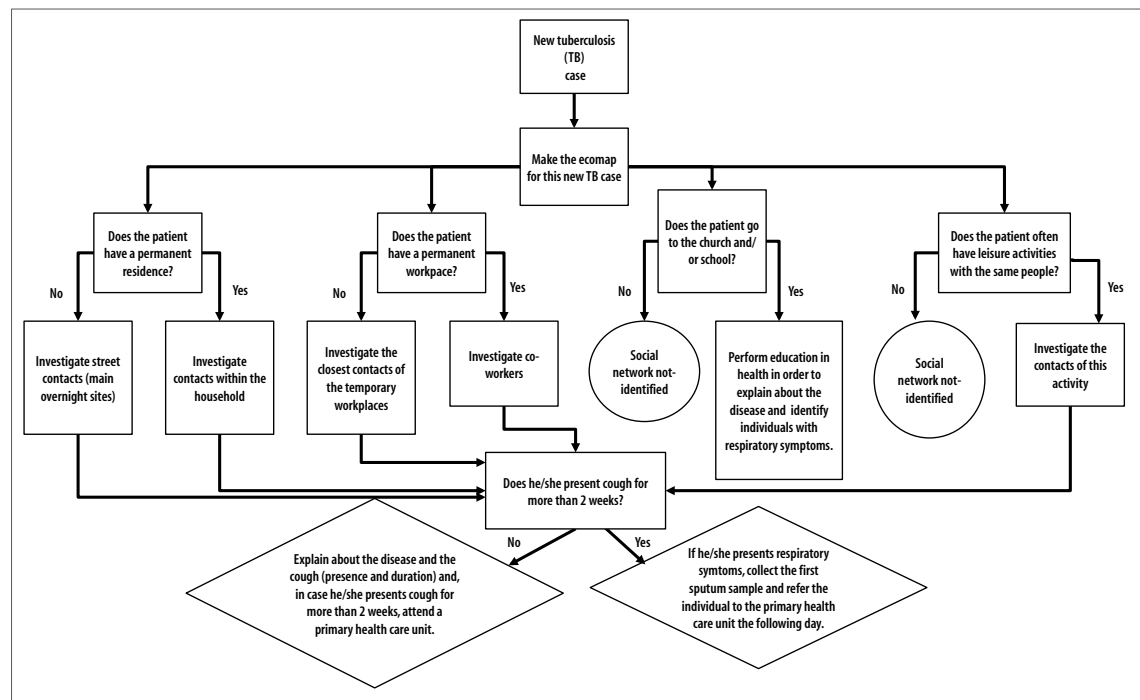 New tuberculosis
(TB)
case
Make the ecomap
for this new TB case
Does the patient
have a permanent
residence?
Does the patient
have a permanent
workpace?
Does the patient go
to the church and/
or school?
Does the patient often
have leisure activities
with the same people?
No
Yes
No
Yes
No
Yes
No
Yes
Investigate street
contacts (main
overnight sites)
Investigate
contacts within the
household
Investigate the
closest contacts of
the temporary
workplaces
Investigate co-
workers
Social
network not-
identified
Perform education in
health in order to
explain about the
disease and identify
individuals with
respiratory symptoms.
Social
network not-
identified
Investigate the
contacts of this
activity
Does he/she present cough for
more than 2 weeks?
No
Yes
Explain about the disease and the
cough (presence and duration) and,
in case he/she presents cough for
more than 2 weeks, attend a
primary health care unit.
If he/she presents respiratory
symtoms, collect the first
sputum sample and refer the
individual to the primary health
care unit the following day.